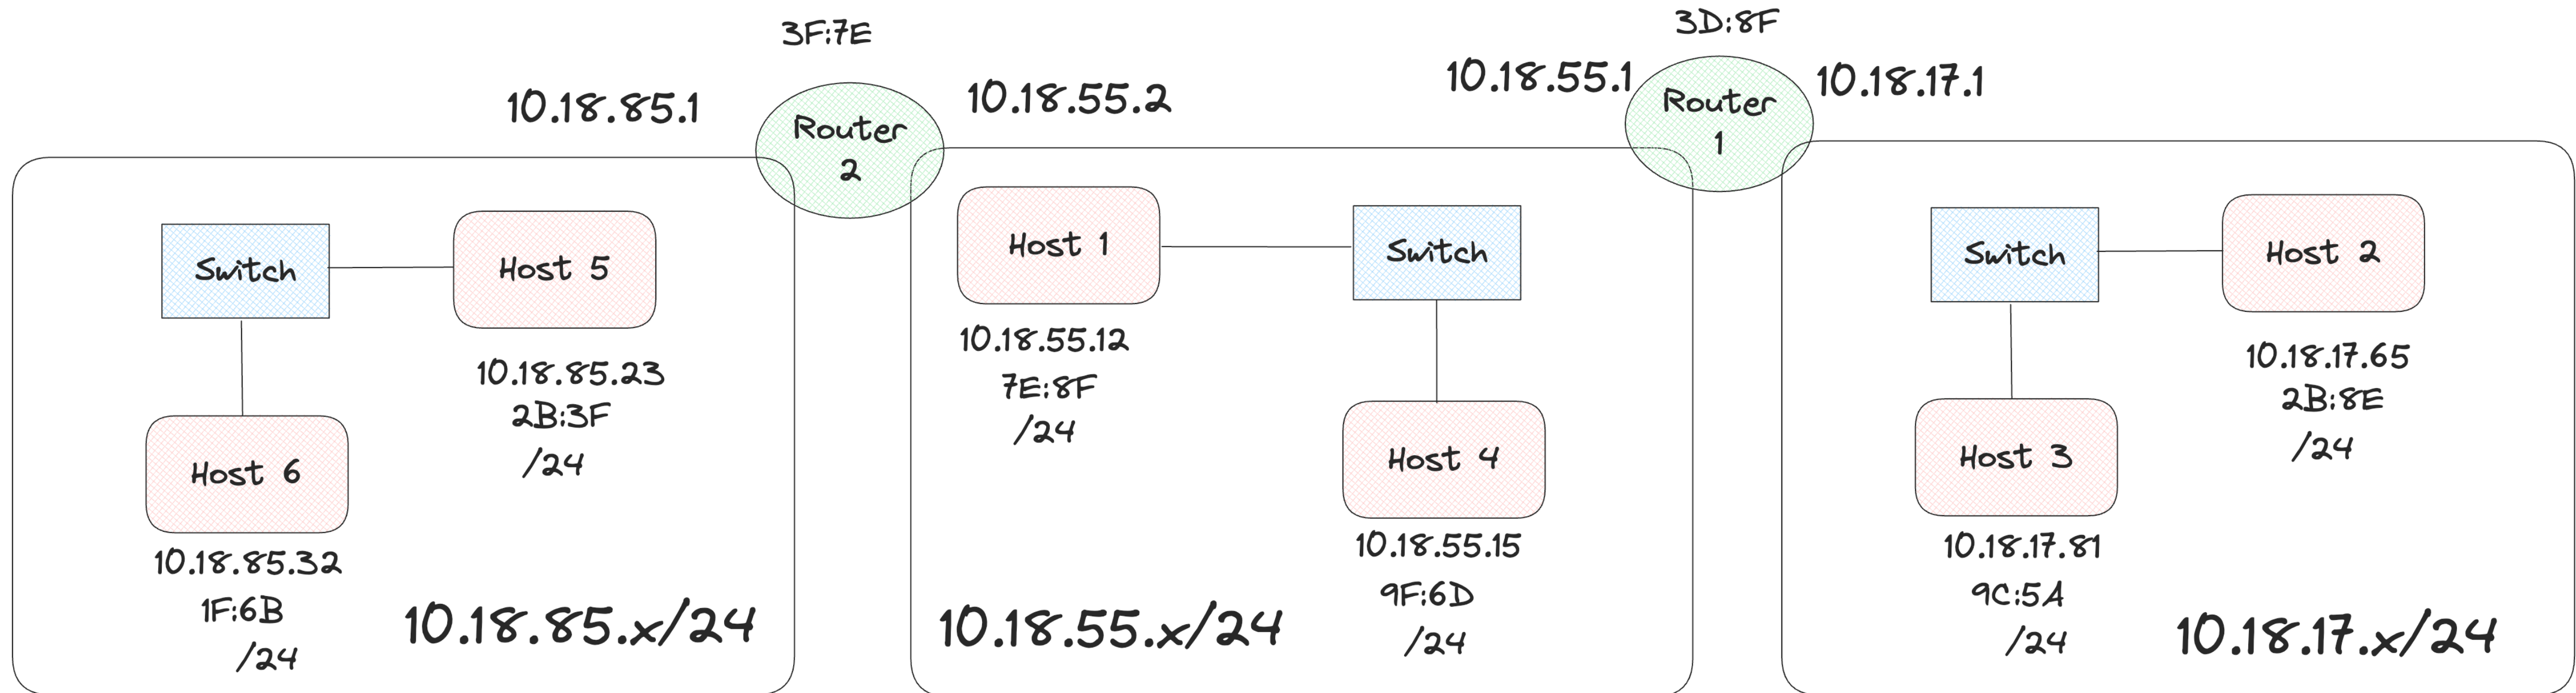 3F:7E
3D:8F
10.18.85.1
Router
2
10.18.55.2
10.18.55.1
Router
1
10.18.17.1
Switch
Host 5
10.18.85.23
2B:3F
/24
Host 6
10.18.85.32
1F:6B
/24
10.18.85.x/24
Host 1
10.18.55.12
7E:8F
/24
Switch
Host 4
10.18.55.15
9F:6D
/24
10.18.55.x/24
Switch
Host 2
10.18.17.65
2B:8E
/24
Host 3
10.18.17.81
9C:5A
/24
10.18.17.x/24